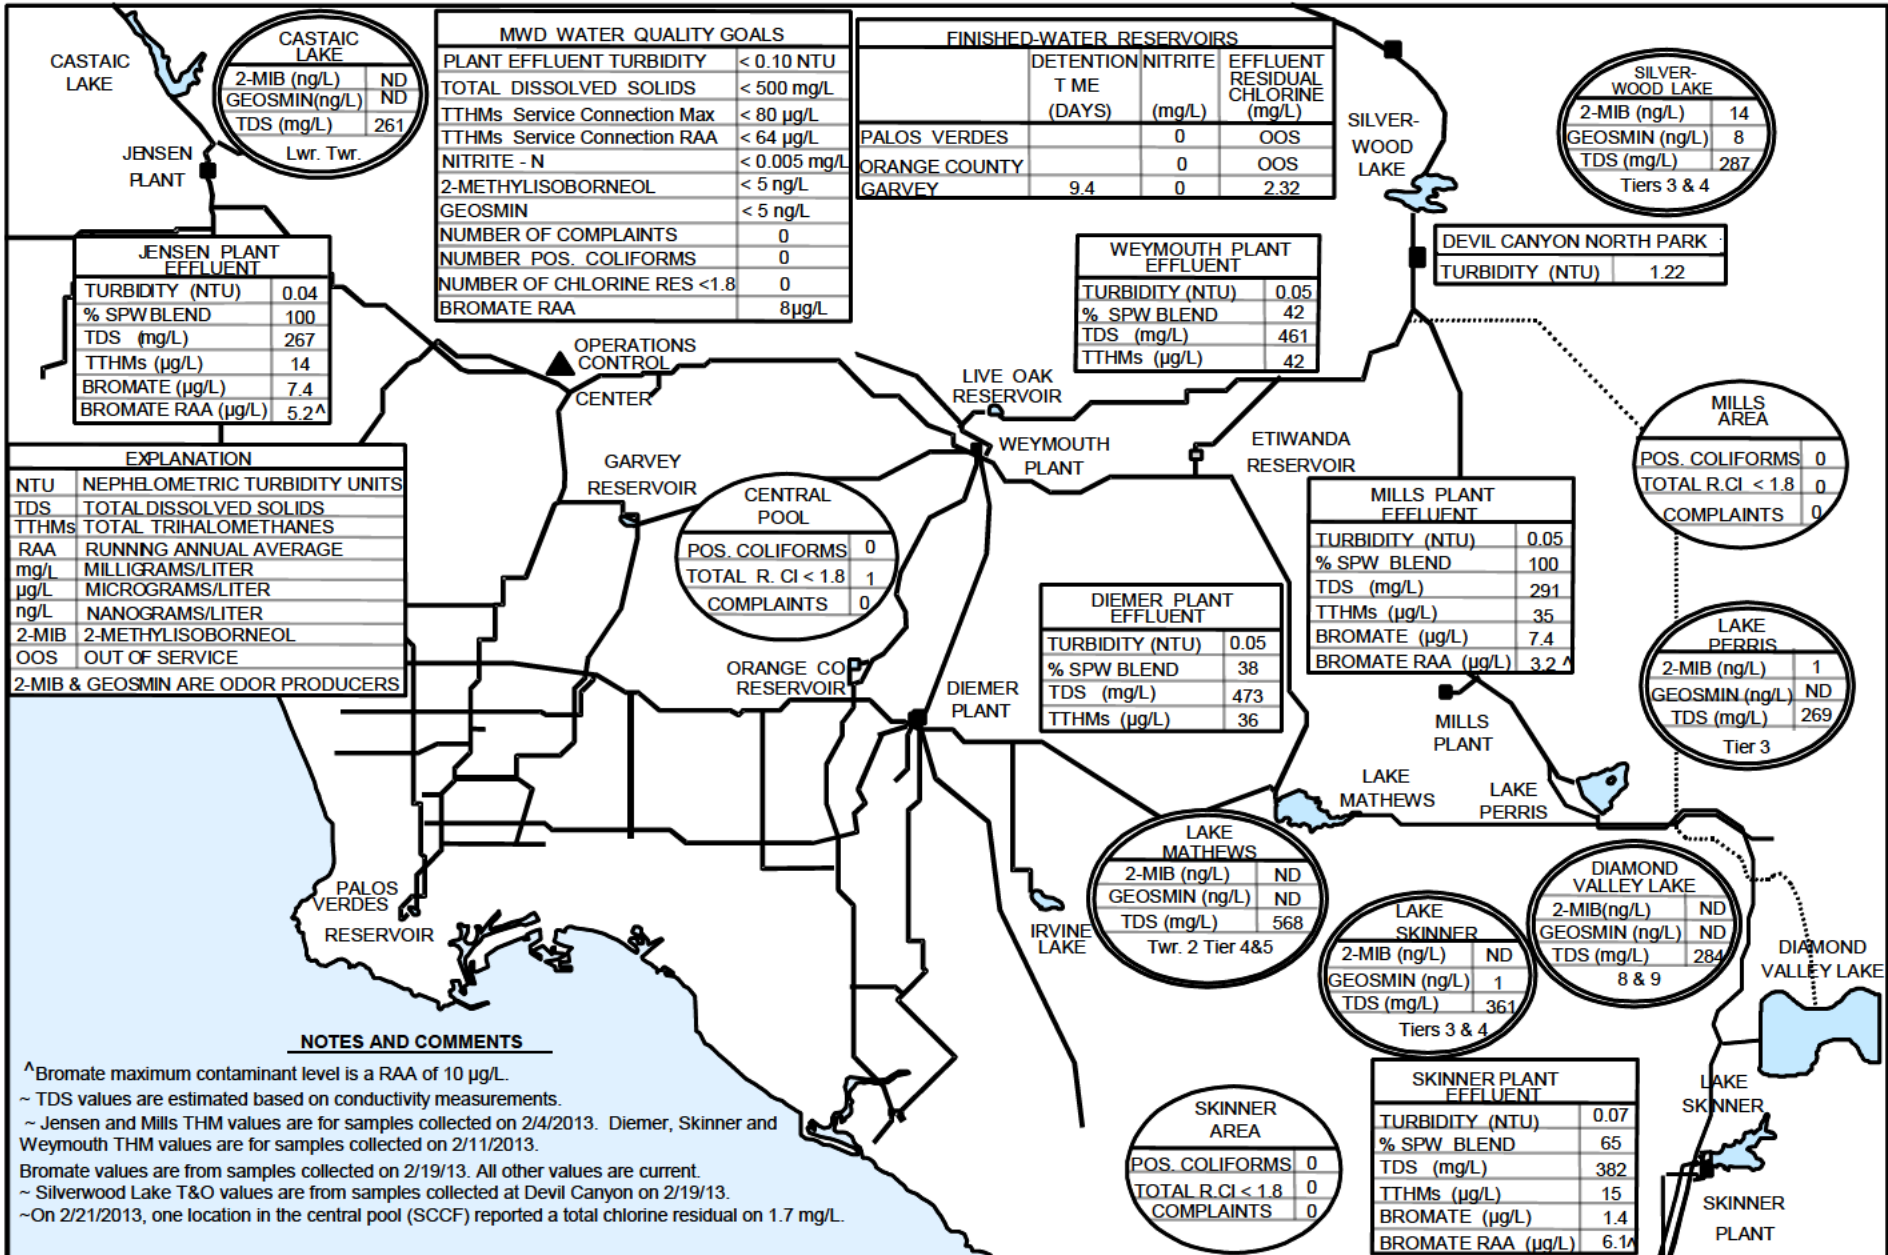 CASTAIC
LAKE
CASTAIC
LAKE
2-MIB (ng/L) ND
GEOSMIN(ng/L) ND
TDS (mg/L) 261
Lwr. Twr.
JENSEN
PLANT
MWD WATER QUALITY GOALS
PLANT EFFLUENT TURBIDITY < 0.10 NTU
TOTAL DISSOLVED SOLIDS < 500 mg/L
TTHMs Service Connection Max < 80 µg/L
TTHMs Service Connection RAA < 64 µg/L
NITRITE - N < 0.005 mg/L
2-METHYLISOBORNEOL < 5 ng/L
GEOSMIN < 5 ng/L
NUMBER OF COMPLAINTS 0
NUMBER POS. COLIFORMS 0
NUMBER OF CHLORINE RES <1.8 0
BROMATE RAA 8µg/L
FINISHED-WATER RESERVOIRS
DETENTION NITRITE EFFLUENT
RESIDUAL
T ME CHLORINE
(DAYS) (mg/L) (mg/L)
PALOS VERDES 0 OOS
ORANGE COUNTY 0 OOS
GARVEY 9.4 0 2.32
SILVER-
WOOD
LAKE
SILVER-
WOOD LAKE
2-MIB (ng/L) 14
GEOSMIN (ng/L) 8
TDS (mg/L) 287
Tiers 3 & 4
DEVIL CANYON NORTH PARK
TURBIDITY (NTU) 1.22
JENSEN PLANT
EFFLUENT
TURBIDITY (NTU) 0.04
% SPW BLEND 100
TDS (mg/L) 267
TTHMs (µg/L) 14
BROMATE (µg/L) 7.4
BROMATE RAA (µg/L) 5.2^
WEYMOUTH PLANT
EFFLUENT
TURBIDITY (NTU) 0.05
% SPW BLEND 42
TDS (mg/L) 461
TTHMs (µg/L) 42
OPERATIONS
CONTROL
CENTER
LIVE OAK
RESERVOIR
WEYMOUTH
PLANT
ETIWANDA
RESERVOIR
GARVEY
RESERVOIR
MILLS
AREA
POS. COLIFORMS 0
TOTAL R.Cl < 1.8 0
COMPLAINTS 0
EXPLANATION
NTU NEPHELOMETRIC TURBIDITY UNITS
TDS TOTAL DISSOLVED SOLIDS
TTHMs TOTAL TRIHALOMETHANES
RAA RUNNING ANNUAL AVERAGE
mg/L MILLIGRAMS/LITER
µg/L MICROGRAMS/LITER
ng/L NANOGRAMS/LITER
2-MIB 2-METHYLISOBORNEOL
OOS OUT OF SERVICE
2-MIB & GEOSMIN ARE ODOR PRODUCERS
CENTRAL
POOL
POS. COLIFORMS 0
TOTAL R. Cl < 1.8 1
COMPLAINTS 0
MILLS PLANT
EFFLUENT
TURBIDITY (NTU) 0.05
% SPW BLEND 100
TDS (mg/L) 291
TTHMs (µg/L) 35
BROMATE (µg/L) 7.4
BROMATE RAA (µg/L) 3.2 ^
DIEMER PLANT
EFFLUENT
TURBIDITY (NTU) 0.05
% SPW BLEND 38
TDS (mg/L) 473
TTHMs (µg/L) 36
LAKE
PERRIS
2-MIB (ng/L) 1
GEOSMIN (ng/L) ND
TDS (mg/L) 269
Tier 3
ORANGE CO
RESERVOIR
DIEMER
PLANT
MILLS
PLANT
LAKE
MATHEWS
LAKE
PERRIS
LAKE
MATHEWS
2-MIB (ng/L) ND
GEOSMIN (ng/L) ND
TDS (mg/L) 568
Twr. 2 Tier 4&5
LAKE
SKINNER
2-MIB (ng/L) ND
GEOSMIN (ng/L) 1
TDS (mg/L) 361
Tiers 3 & 4
DIAMOND
VALLEY LAKE
2-MIB(ng/L) ND
GEOSMIN (ng/L) ND
TDS (mg/L) 284
8 & 9
DIAMOND
VALLEY LAKE
PALOS
VERDES
RESERVOIR
IRVINE
LAKE
NOTES AND COMMENTS
^Bromate maximum contaminant level is a RAA of 10 µg/L.
~ TDS values are estimated based on conductivity measurements.
~ Jensen and Mills THM values are for samples collected on 2/4/2013. Diemer, Skinner and
Weymouth THM values are for samples collected on 2/11/2013.
Bromate values are from samples collected on 2/19/13. All other values are current.
~ Silverwood Lake T&O values are from samples collected at Devil Canyon on 2/19/13.
~On 2/21/2013, one location in the central pool (SCCF) reported a total chlorine residual on 1.7 mg/L.
SKINNER
AREA
POS. COLIFORMS 0
TOTAL R.Cl < 1.8 0
COMPLAINTS 0
SKINNER PLANT
EFFLUENT
TURBIDITY (NTU) 0.07
% SPW BLEND 65
TDS (mg/L) 382
TTHMs (µg/L) 15
BROMATE (µg/L) 1.4
BROMATE RAA (µg/L) 6.1^
LAKE
SKINNER
SKINNER
PLANT